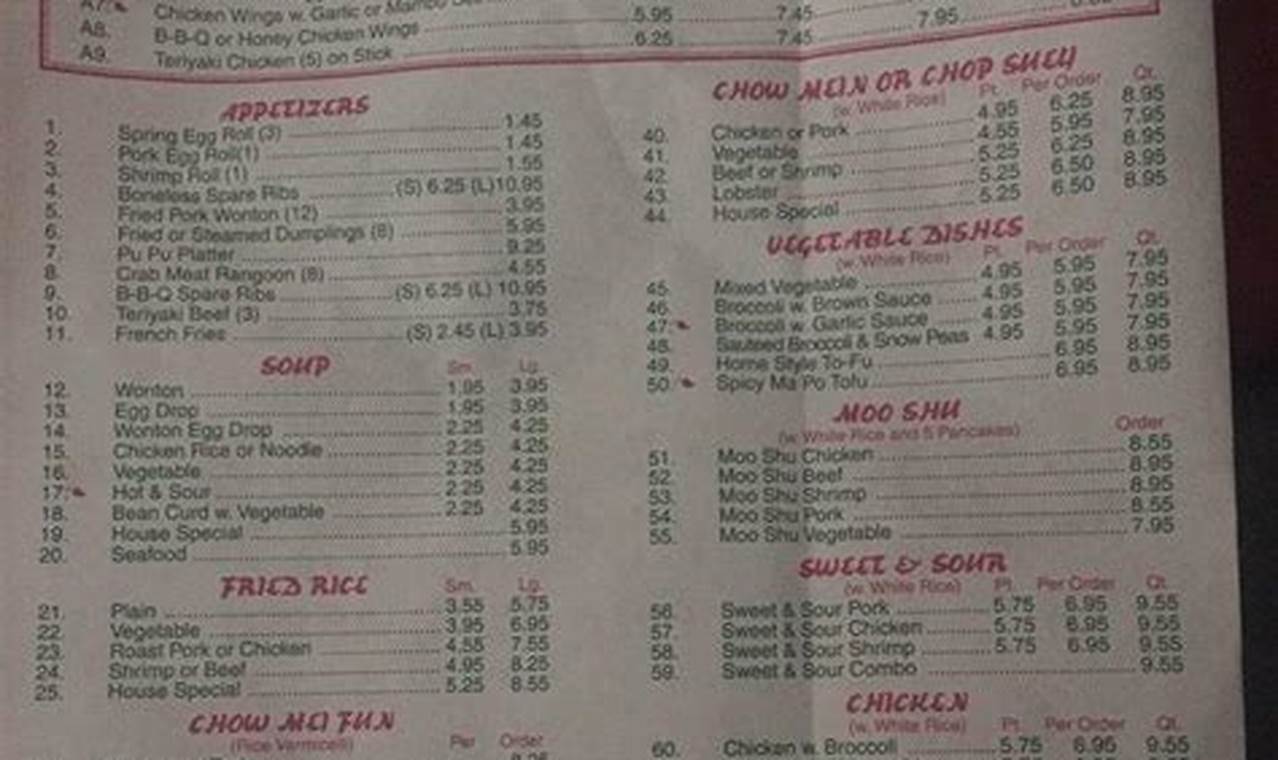 A7.
Chicken Wings w. Garlic or Mambo
A8. B-B-Q or Honey Chicken Wings 5.95 7.45 7.95
A9. Teriyaki Chicken (5) on Stick 6.25 7.45
APPETIZERS
1. Spring Egg Roll (3) 1.45
2. Pork Egg Roll(1) 1.45
3. Shrimp Roll (1) 1.55
4. Boneless Spare Ribs (S) 6.25 (L)10.95
5. Fried Pork Wonton (12) 3.95
6. Fried or Steamed Dumplings (8) 5.95
7. Pu Pu Platter 9.25
8. Crab Meat Rangoon (8) 4.55
9. B-B-Q Spare Ribs (S) 6.25 (L) 10.95
10. Teriyaki Beef (3) 3.75
11. French Fries (S) 2.45 (L) 3.95
SOUP
Sm. Lg.
12. Wonton 1.95 3.95
13. Egg Drop 1.95 3.95
14. Wonton Egg Drop 2.25 4.25
15. Chicken Rice or Noodle 2.25 4.25
16. Vegetable 2.25 4.25
17. Hot & Sour 2.25 4.25
18. Bean Curd w. Vegetable 2.25 4.25
19. House Special 5.95
20. Seafood 5.95
FRIED RICE
Sm. Lg.
21. Plain 3.55 5.75
22. Vegetable 3.95 6.95
23. Roast Pork or Chicken 4.55 7.55
24. Shrimp or Beef 4.95 8.25
25. House Special 5.25 8.55
CHOW MEI FUN
(Rice Vermicelli) Per Order
CHOW MEIN OR CHOP SUEY
(w. White Rice) Pt. Per Order Qt.
40. Chicken or Pork 4.95 6.25 8.95
41. Vegetable 4.55 5.95 7.95
42. Beef or Shrimp 5.25 6.25 8.95
43. Lobster 5.25 6.50 8.95
44. House Special 5.25 6.50 8.95
VEGETABLE DISHES
(w. White Rice) Pt. Per Order Qt.
45. Mixed Vegetable 4.95 5.95 7.95
46. Broccoli w. Brown Sauce 4.95 5.95 7.95
47. Broccoli w. Garlic Sauce 4.95 5.95 7.95
48. Sauteed Broccoli & Snow Peas 4.95 5.95 7.95
49. Home Style To-Fu 6.95 8.95
50. Spicy Ma Po Tofu 6.95 8.95
MOO SHU
(w. White Rice and 5 Pancakes) Order
51. Moo Shu Chicken 8.55
52. Moo Shu Beef 8.95
53. Moo Shu Shrimp 8.95
54. Moo Shu Pork 8.55
55. Moo Shu Vegetable 7.95
SWEET & SOUR
(w. White Rice) Pt. Per Order Qt.
56. Sweet & Sour Pork 5.75 6.95 9.55
57. Sweet & Sour Chicken 5.75 6.95 9.55
58. Sweet & Sour Shrimp 5.75 6.95 9.55
59. Sweet & Sour Combo 9.55
CHICKEN
(w. White Rice) Pt. Per Order Qt.
60. Chicken w. Broccoli 5.75 6.95 9.55